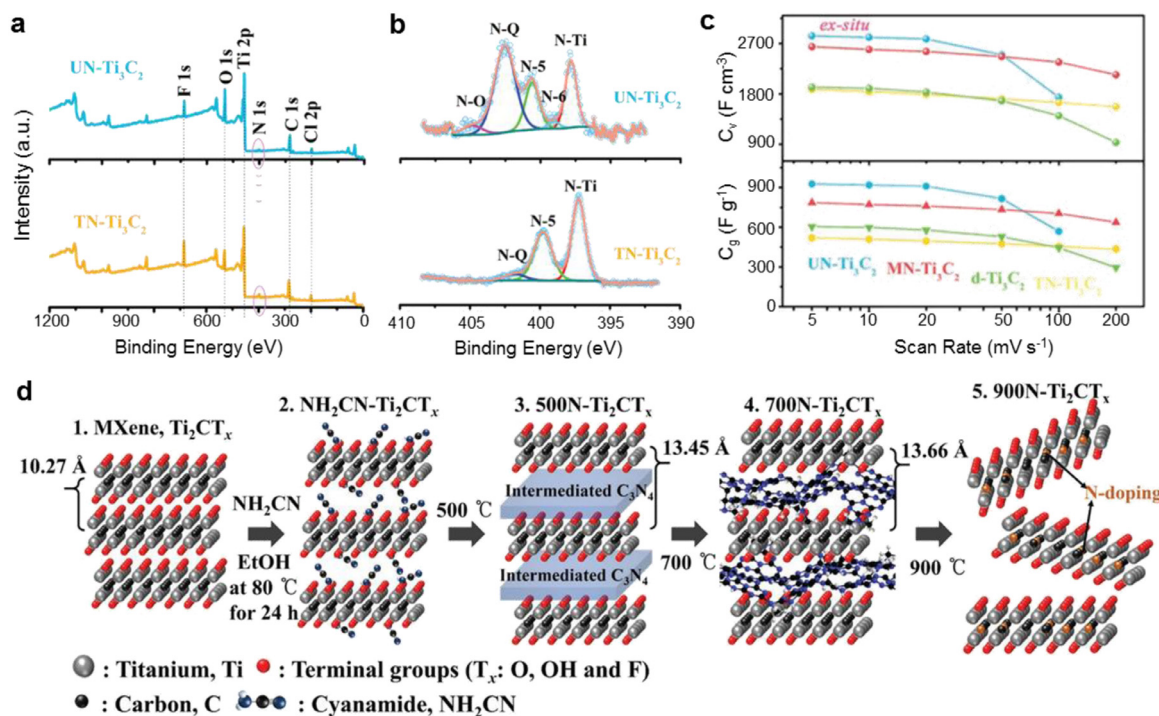 a
UN-Ti₃C₂
F 1s
O 1s
Ti 2p
N 1s
C 1s
Cl 2p
TN-Ti₃C₂
Intensity (a.u.)
1200 900 600 300 0
Binding Energy (eV)
b
N-O
N-Q
N-5
N-6
N-Ti
UN-Ti₃C₂
N-Q
N-5
N-Ti
TN-Ti₃C₂
410 405 400 395 390
Binding Energy (eV)
c
ex-situ
2700
1800
900
Cᵥ (F cm⁻³)
900
600
300
0
C_g (F g⁻¹)
UN-Ti₃C₂ MN-Ti₃C₂ d-Ti₃C₂ TN-Ti₃C₂
5 10 20 50 100 200
Scan Rate (mV s⁻¹)
d
1. MXene, Ti₂CTₓ
10.27 Å
NH₂CN
EtOH
at 80 ℃
for 24 h
2. NH₂CN-Ti₂CTₓ
500 ℃
3. 500N-Ti₂CTₓ
13.45 Å
Intermediated C₃N₄
Intermediated C₃N₄
700 ℃
4. 700N-Ti₂CTₓ
13.66 Å
900 ℃
5. 900N-Ti₂CTₓ
N-doping
: Titanium, Ti : Terminal groups (Tₓ: O, OH and F)
: Carbon, C : Cyanamide, NH₂CN